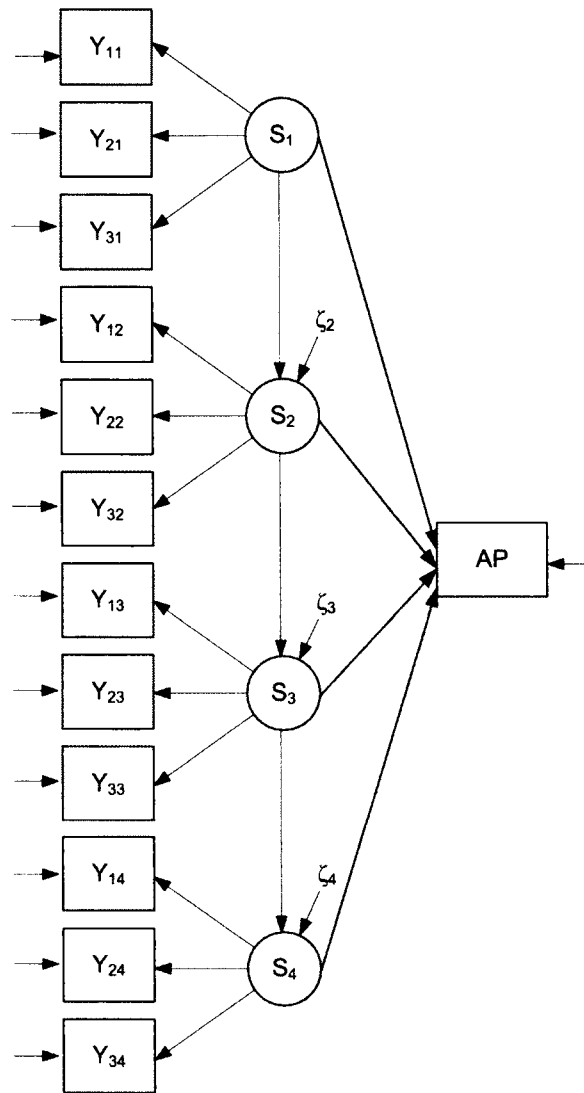 Y₁₁
Y₂₁
S₁
Y₃₁
Y₁₂
ζ₂
Y₂₂
S₂
Y₃₂
AP
Y₁₃
ζ₃
Y₂₃
S₃
Y₃₃
Y₁₄
ζ₄
Y₂₄
S₄
Y₃₄